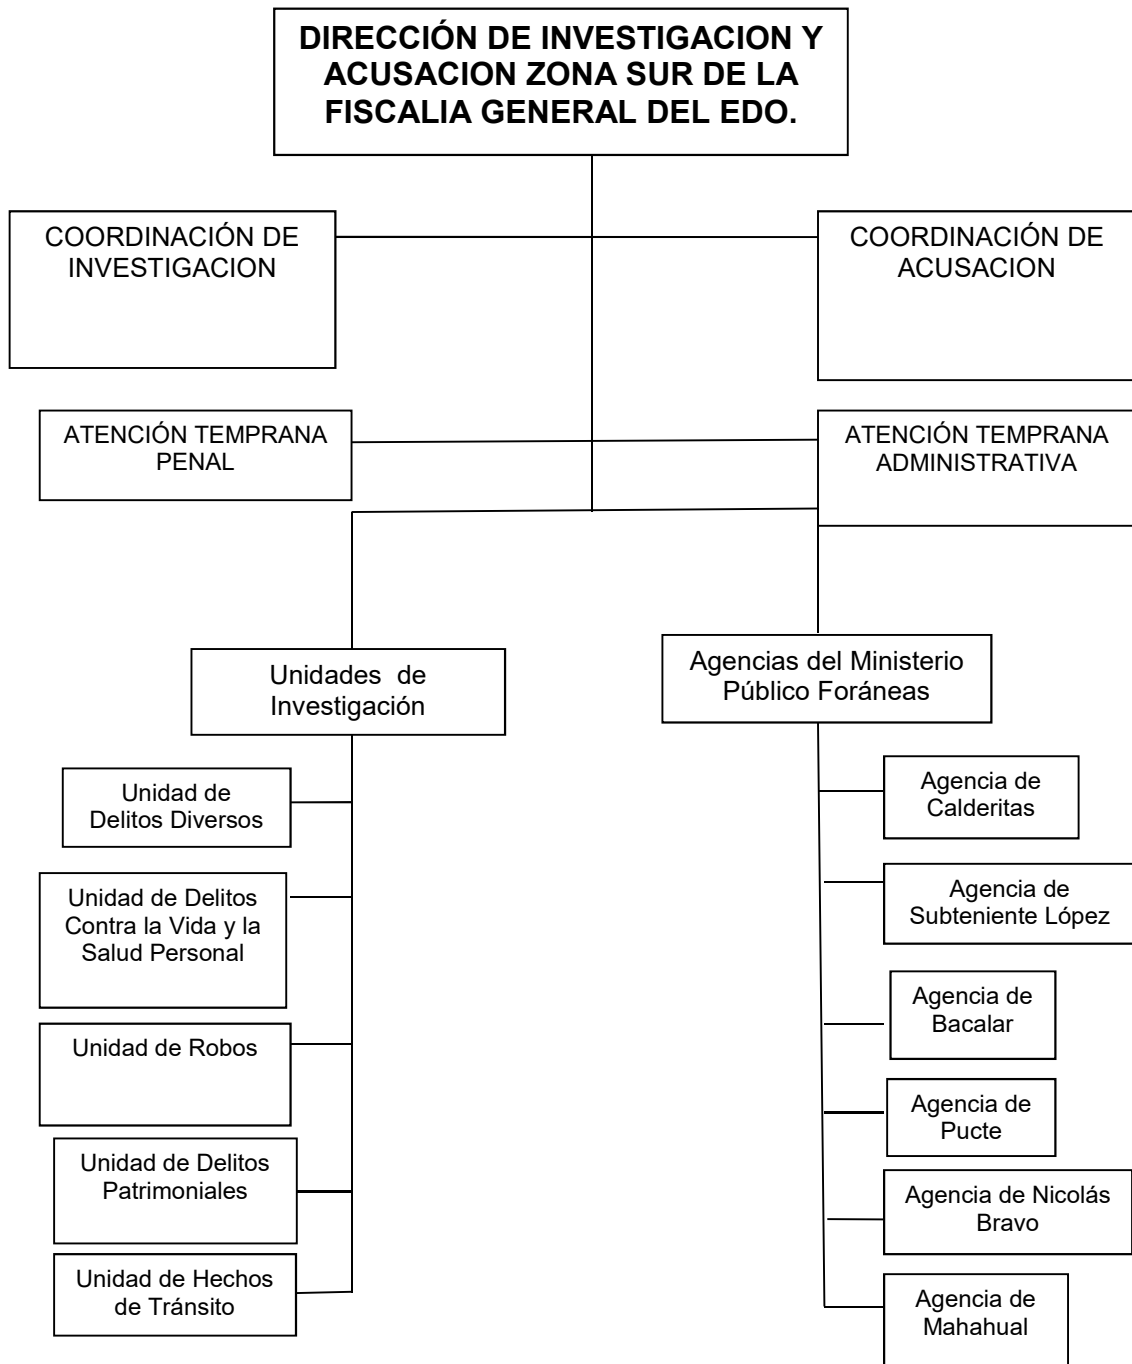 DIRECCIÓN DE INVESTIGACION Y
ACUSACION ZONA SUR DE LA
FISCALIA GENERAL DEL EDO.
COORDINACIÓN DE
INVESTIGACION
COORDINACIÓN DE
ACUSACION
ATENCIÓN TEMPRANA
PENAL
ATENCIÓN TEMPRANA
ADMINISTRATIVA
Unidades de
Investigación
Agencias del Ministerio
Público Foráneas
Unidad de
Delitos Diversos
Unidad de Delitos
Contra la Vida y la
Salud Personal
Unidad de Robos
Unidad de Delitos
Patrimoniales
Unidad de Hechos
de Tránsito
Agencia de
Calderitas
Agencia de
Subteniente López
Agencia de
Bacalar
Agencia de
Pucte
Agencia de Nicolás
Bravo
Agencia de
Mahahual